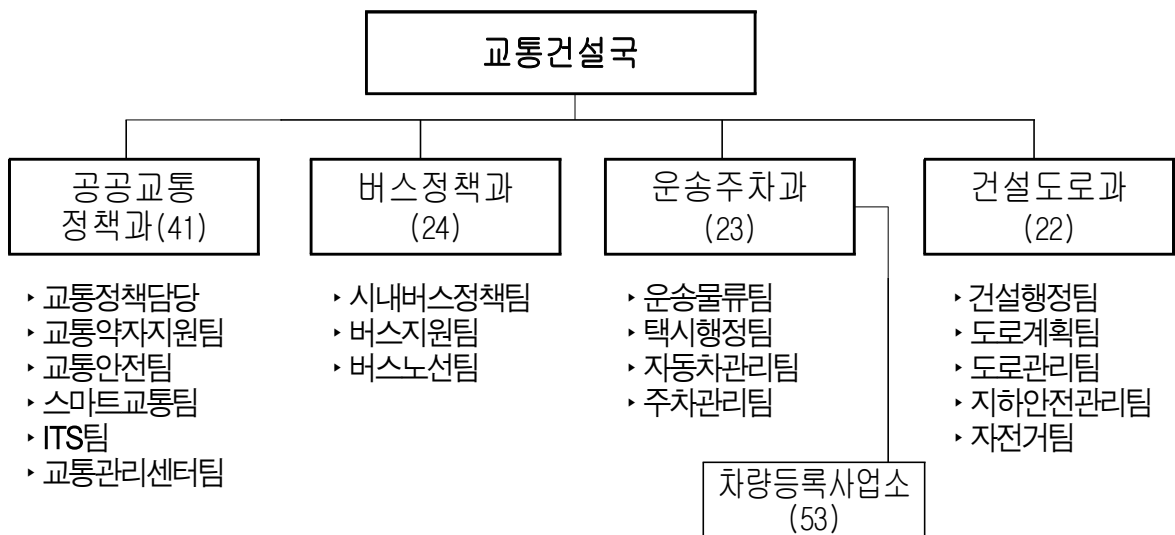 교통건설국
공공교통
정책과(41)
버스정책과
(24)
운송주차과
(23)
건설도로과
(22)
‣ 교통정책담당
‣ 교통약자지원팀
‣ 교통안전팀
‣ 스마트교통팀
‣ ITS팀
‣ 교통관리센터팀
‣ 시내버스정책팀
‣ 버스지원팀
‣ 버스노선팀
‣ 운송물류팀
‣ 택시행정팀
‣ 자동차관리팀
‣ 주차관리팀
‣ 건설행정팀
‣ 도로계획팀
‣ 도로관리팀
‣ 지하안전관리팀
‣ 자전거팀
차량등록사업소
(53)